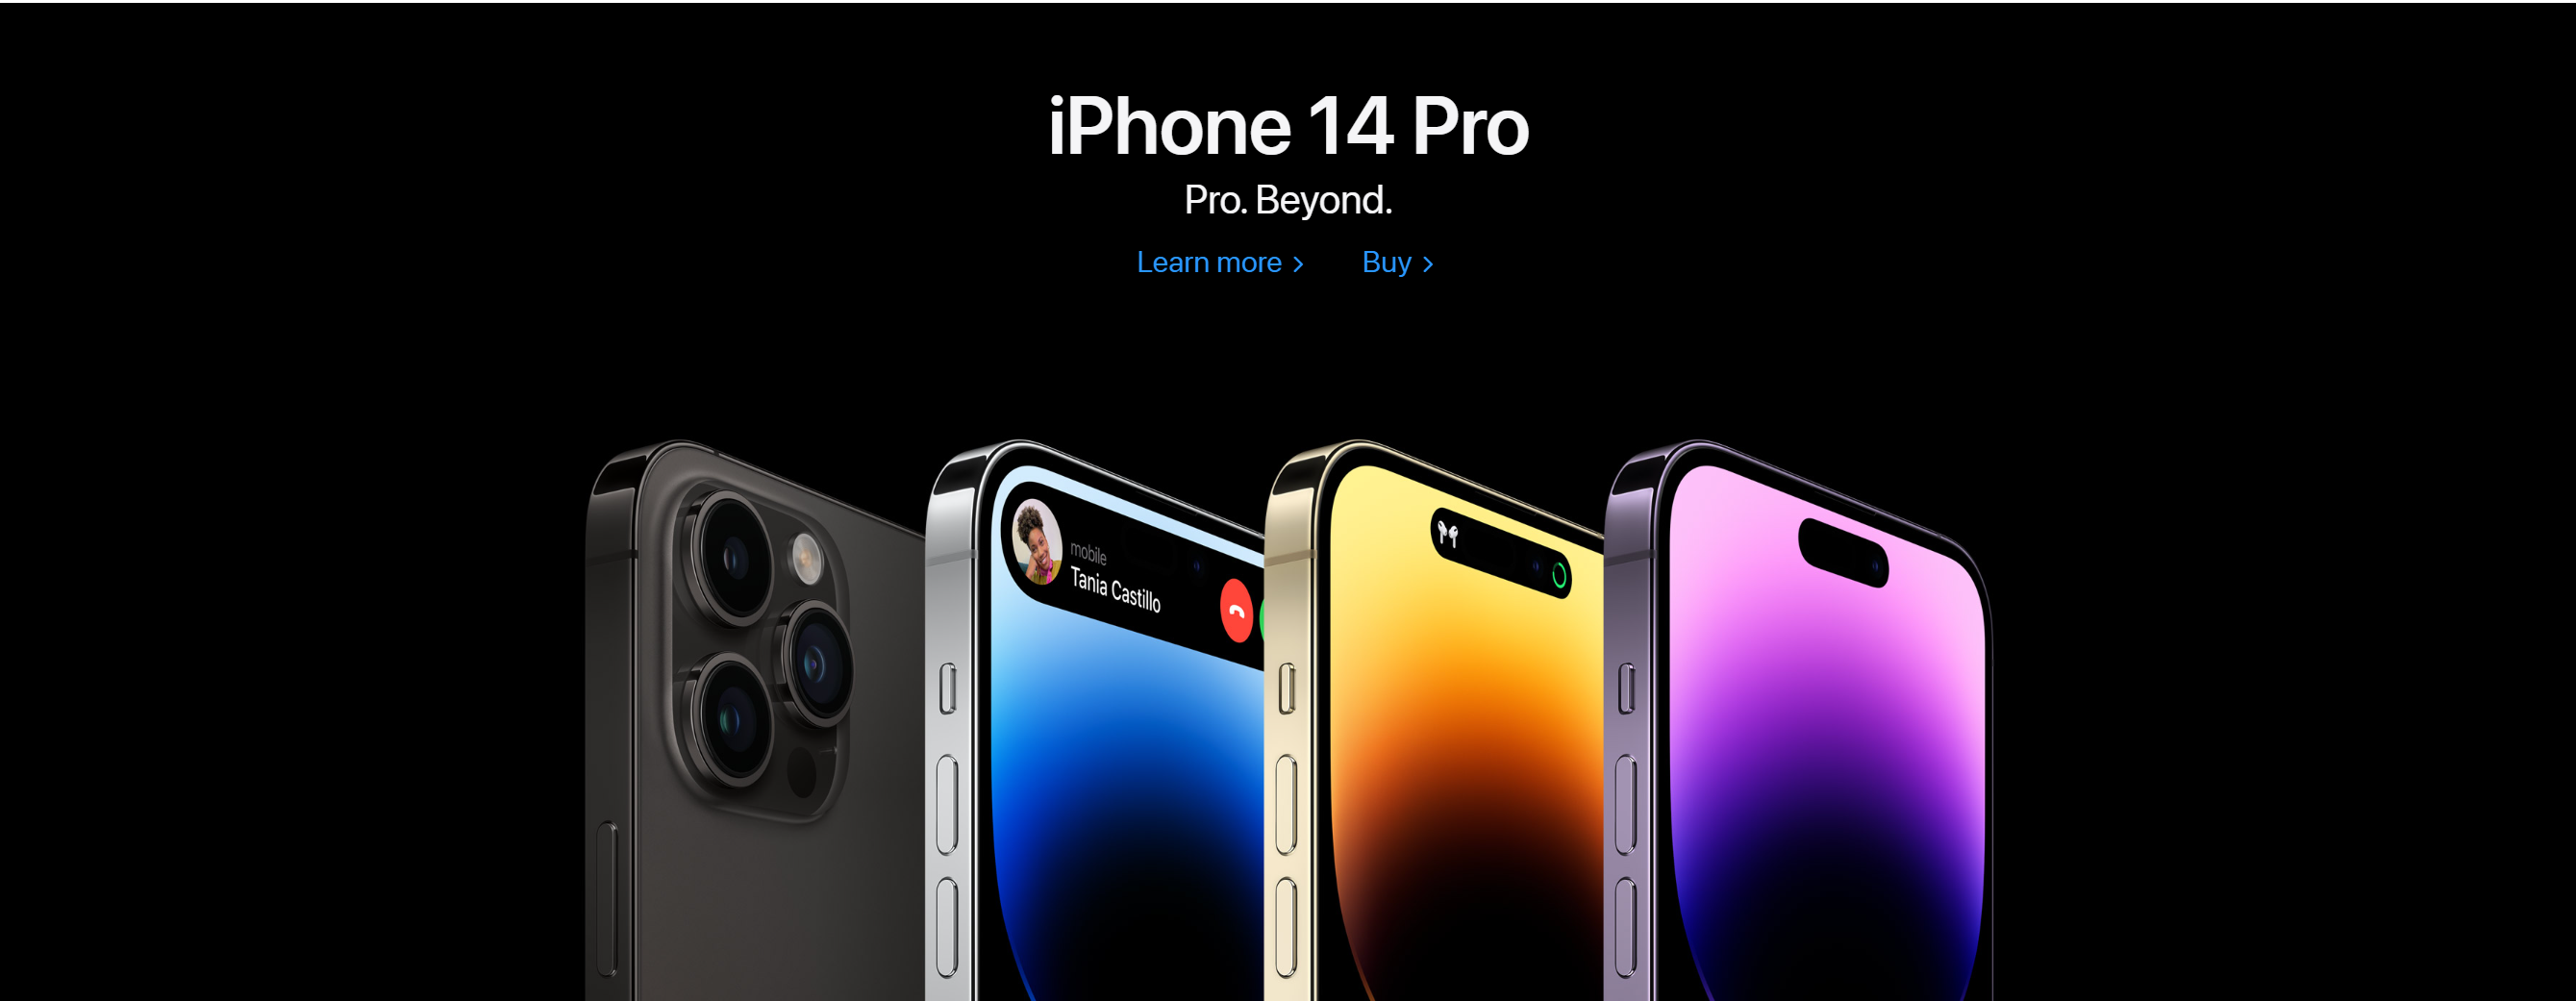 iPhone 14 Pro
Pro. Beyond.
Learn more >
Buy >
mobile
Tania Castillo